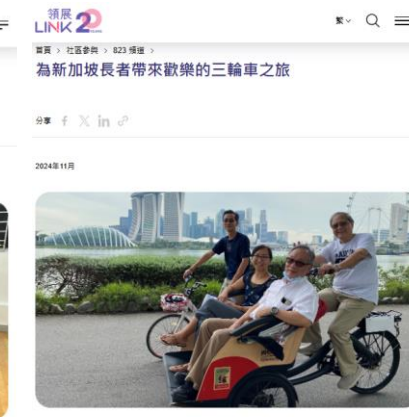 領展
LINK 20
繁
首頁 > 社區參與 > 823 頻道 >
為新加坡長者帶來歡樂的三輪車之旅
分享
2024年11月